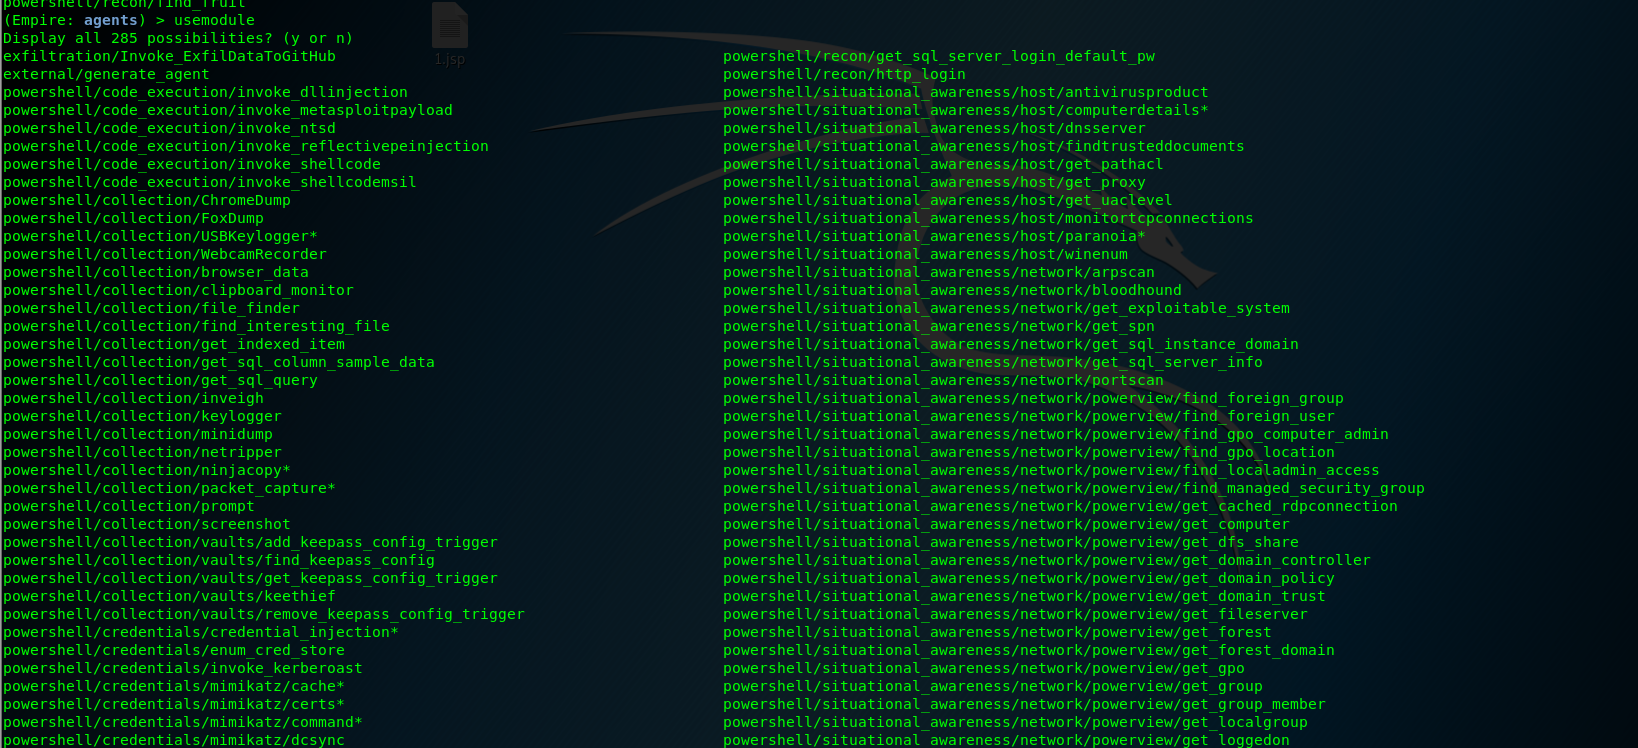 powershell/recon/find_fruit
(Empire: agents) > usemodule
Display all 285 possibilities? (y or n)
1.jsp
exfiltration/Invoke_ExfilDataToGitHub powershell/recon/get_sql_server_login_default_pw
external/generate_agent powershell/recon/http_login
powershell/code_execution/invoke_dllinjection powershell/situational_awareness/host/antivirusproduct
powershell/code_execution/invoke_metasploitpayload powershell/situational_awareness/host/computerdetails*
powershell/code_execution/invoke_ntsd powershell/situational_awareness/host/dnsserver
powershell/code_execution/invoke_reflectivepeinjection powershell/situational_awareness/host/findtrusteddocuments
powershell/code_execution/invoke_shellcode powershell/situational_awareness/host/get_pathacl
powershell/code_execution/invoke_shellcodemsil powershell/situational_awareness/host/get_proxy
powershell/collection/ChromeDump powershell/situational_awareness/host/get_uaclevel
powershell/collection/FoxDump powershell/situational_awareness/host/monitortcpconnections
powershell/collection/USBKeylogger* powershell/situational_awareness/host/paranoia*
powershell/collection/WebcamRecorder powershell/situational_awareness/host/winenum
powershell/collection/browser_data powershell/situational_awareness/network/arpscan
powershell/collection/clipboard_monitor powershell/situational_awareness/network/bloodhound
powershell/collection/file_finder powershell/situational_awareness/network/get_exploitable_system
powershell/collection/find_interesting_file powershell/situational_awareness/network/get_spn
powershell/collection/get_indexed_item powershell/situational_awareness/network/get_sql_instance_domain
powershell/collection/get_sql_column_sample_data powershell/situational_awareness/network/get_sql_server_info
powershell/collection/get_sql_query powershell/situational_awareness/network/portscan
powershell/collection/inveigh powershell/situational_awareness/network/powerview/find_foreign_group
powershell/collection/keylogger powershell/situational_awareness/network/powerview/find_foreign_user
powershell/collection/minidump powershell/situational_awareness/network/powerview/find_gpo_computer_admin
powershell/collection/netripper powershell/situational_awareness/network/powerview/find_gpo_location
powershell/collection/ninjacopy* powershell/situational_awareness/network/powerview/find_localadmin_access
powershell/collection/packet_capture* powershell/situational_awareness/network/powerview/find_managed_security_group
powershell/collection/prompt powershell/situational_awareness/network/powerview/get_cached_rdpconnection
powershell/collection/screenshot powershell/situational_awareness/network/powerview/get_computer
powershell/collection/vaults/add_keepass_config_trigger powershell/situational_awareness/network/powerview/get_dfs_share
powershell/collection/vaults/find_keepass_config powershell/situational_awareness/network/powerview/get_domain_controller
powershell/collection/vaults/get_keepass_config_trigger powershell/situational_awareness/network/powerview/get_domain_policy
powershell/collection/vaults/keethief powershell/situational_awareness/network/powerview/get_domain_trust
powershell/collection/vaults/remove_keepass_config_trigger powershell/situational_awareness/network/powerview/get_fileserver
powershell/credentials/credential_injection* powershell/situational_awareness/network/powerview/get_forest
powershell/credentials/enum_cred_store powershell/situational_awareness/network/powerview/get_forest_domain
powershell/credentials/invoke_kerberoast powershell/situational_awareness/network/powerview/get_gpo
powershell/credentials/mimikatz/cache* powershell/situational_awareness/network/powerview/get_group
powershell/credentials/mimikatz/certs* powershell/situational_awareness/network/powerview/get_group_member
powershell/credentials/mimikatz/command* powershell/situational_awareness/network/powerview/get_localgroup
powershell/credentials/mimikatz/dcsync powershell/situational_awareness/network/powerview/get_loggedon